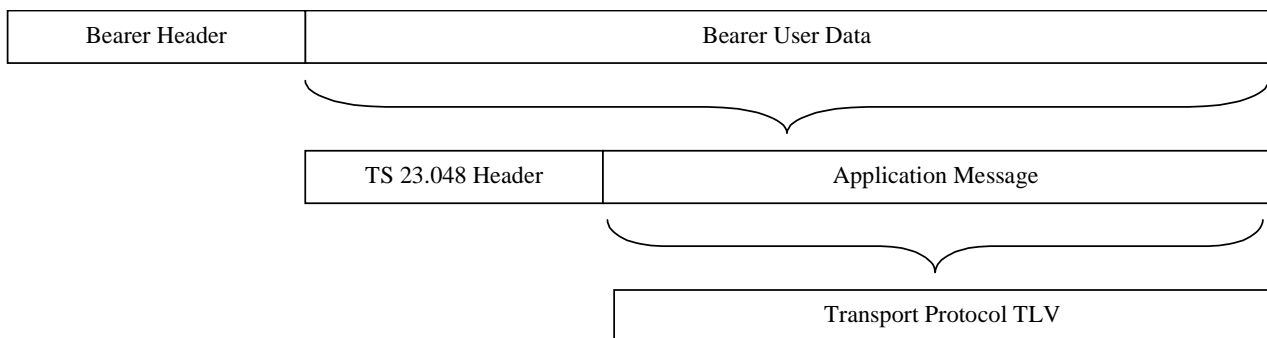 Bearer Header
Bearer User Data
TS 23.048 Header
Application Message
Transport Protocol TLV